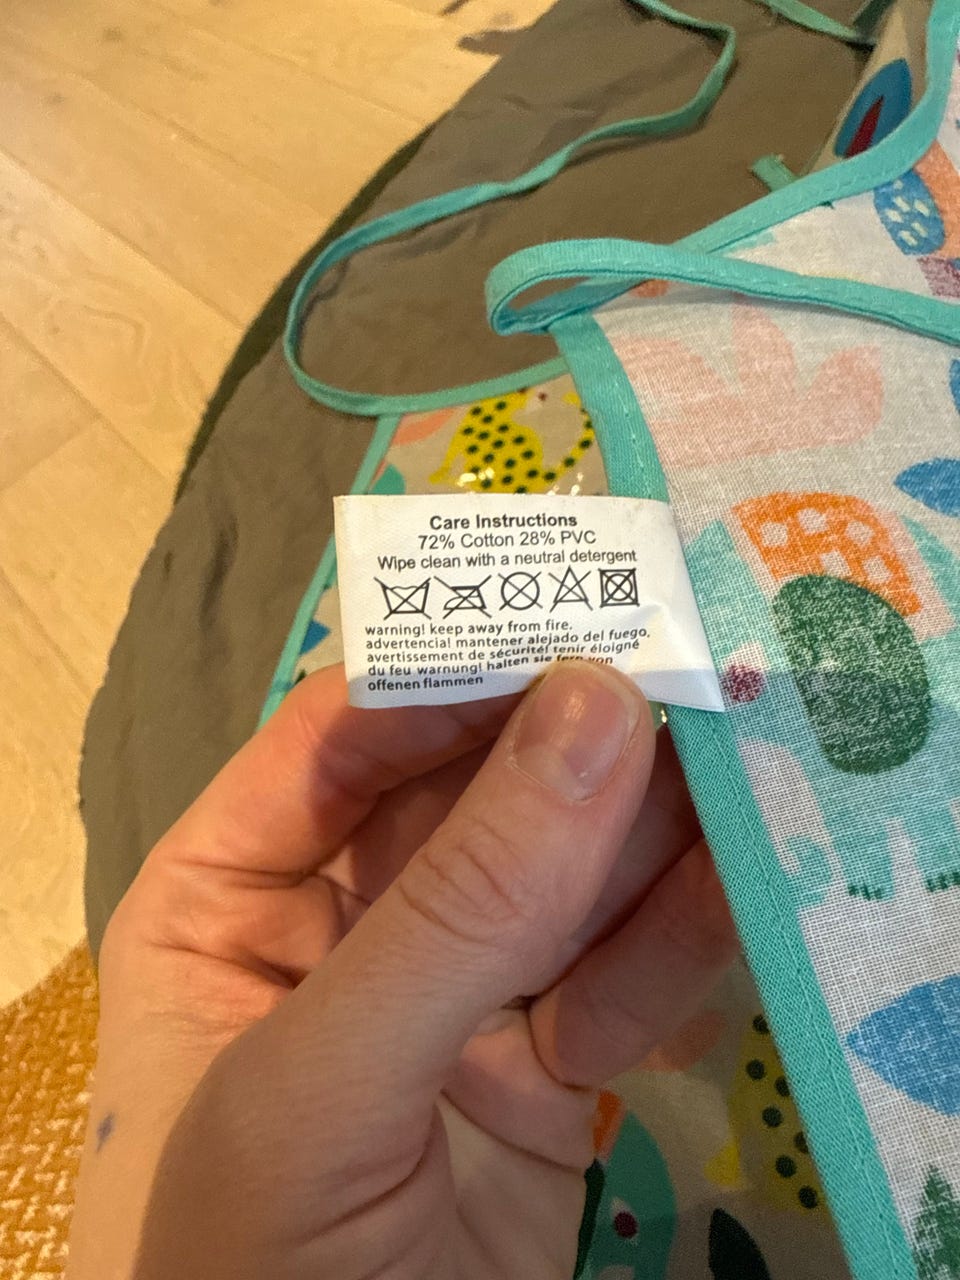 Care Instructions
72% Cotton 28% PVC
Wipe clean with a neutral detergent
warning! keep away from fire.
advertencia! mantener alejado del fuego,
avertissement de sécurité! tenir éloigné
du feu warnung! halten sie fern von
offenen flammen